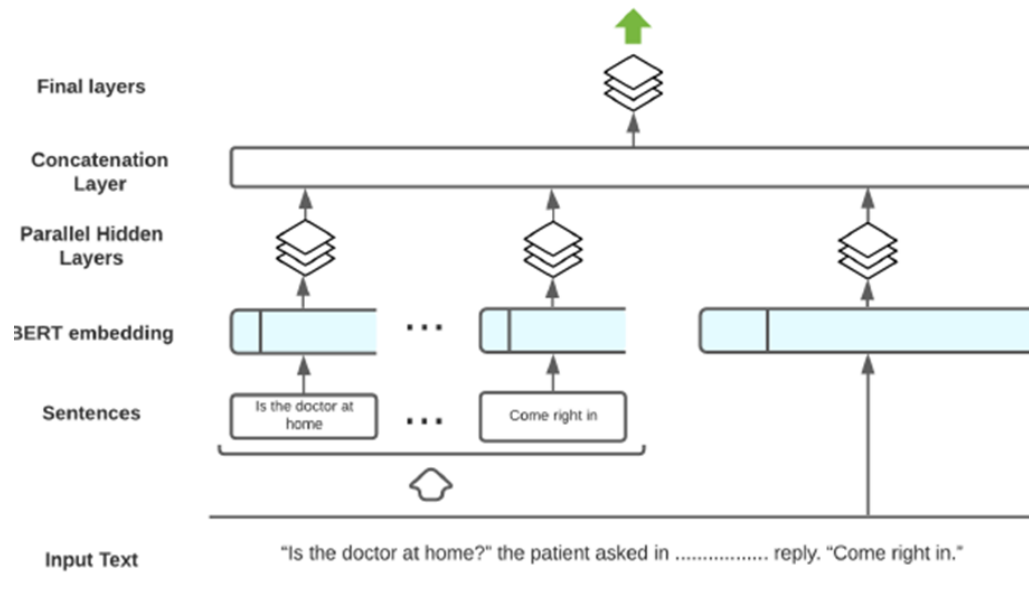 Final layers
Concatenation
Layer
Parallel Hidden
Layers
BERT embedding
...
...
Sentences
Is the doctor at
home
...
Come right in
Input Text
“Is the doctor at home?” the patient asked in ................. reply. “Come right in.”